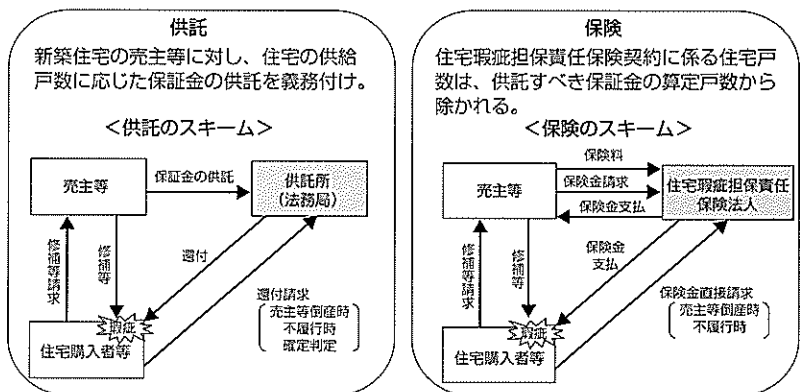 供託
新築住宅の売主等に対し、住宅の供給
戸数に応じた保証金の供託を義務付け。
<供託のスキーム>
売主等
保証金の供託
供託所
(法務局)
修補等請求
修補等
還付
還付請求
売主等倒産時
不履行時
確定判定
瑕疵
住宅購入者等
保険
住宅瑕疵担保責任保険契約に係る住宅戸
数は、供託すべき保証金の算定戸数から
除かれる。
<保険のスキーム>
売主等
保険料
保険金請求
保険金支払
住宅瑕疵担保責任
保険法人
修補等請求
修補等
保険金
支払
保険金直接請求
売主等倒産時
不履行時
瑕疵
住宅購入者等